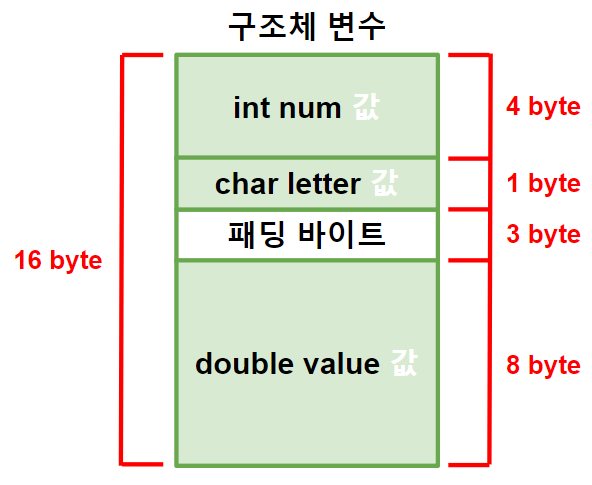 구조체 변수
int num 값
4 byte
char letter 값
1 byte
패딩 바이트
3 byte
16 byte
double value 값
8 byte